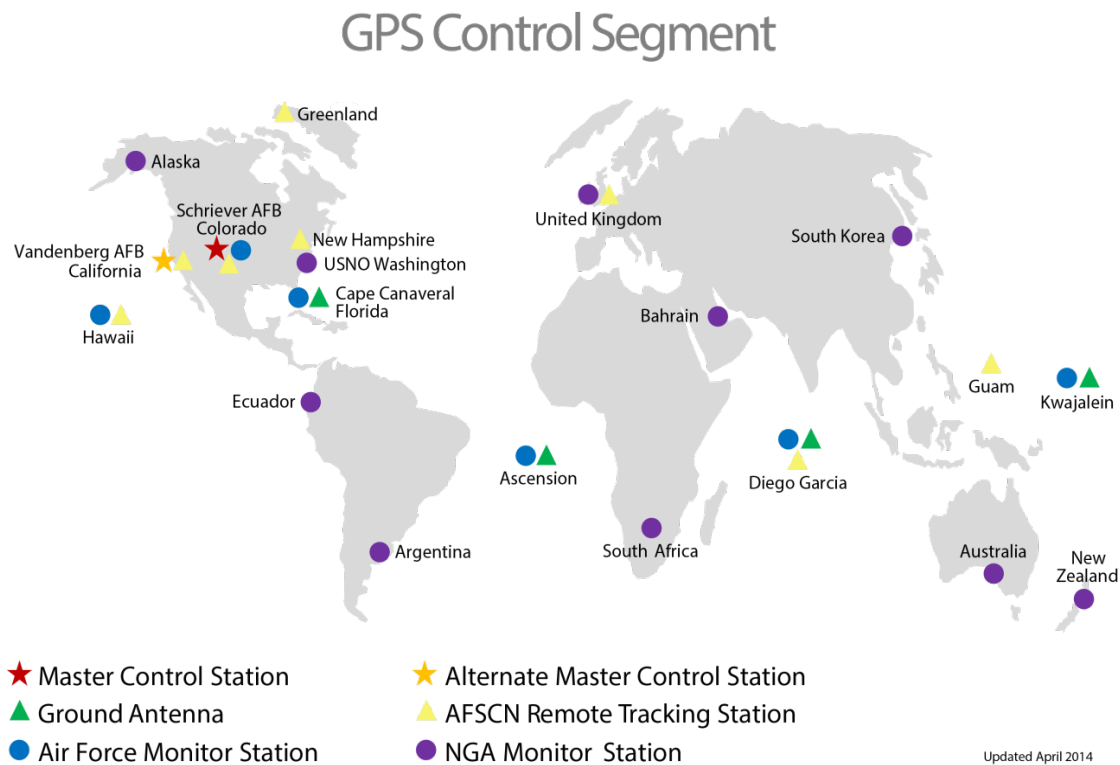 GPS Control Segment
Greenland
Alaska
Schriever AFB
Colorado
Vandenberg AFB
California
New Hampshire
USNO Washington
Cape Canaveral
Florida
Hawaii
United Kingdom
South Korea
Bahrain
Ecuador
Guam
Kwajalein
Ascension
Diego Garcia
Argentina
South Africa
Australia
New
Zealand
Master Control Station
Alternate Master Control Station
Ground Antenna
AFSCN Remote Tracking Station
Air Force Monitor Station
NGA Monitor Station
Updated April 2014